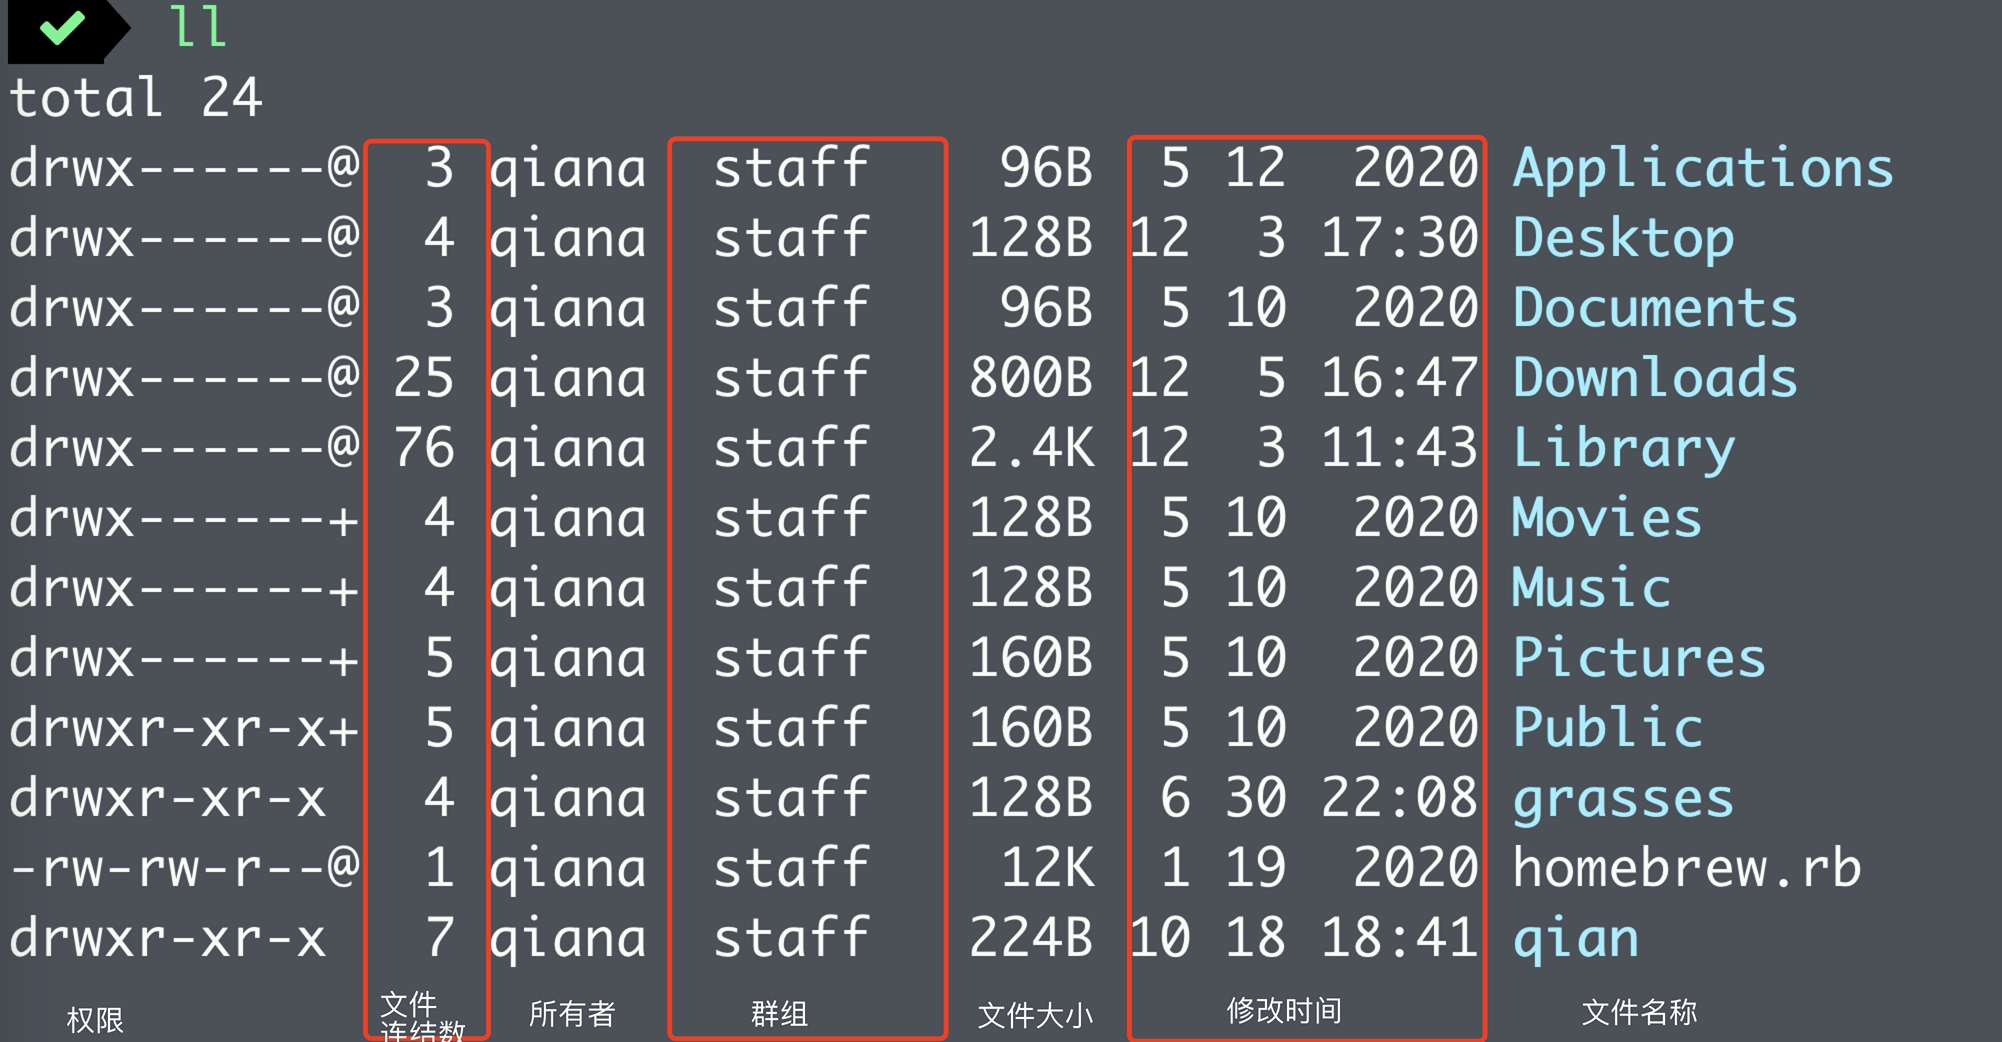 ll
total 24
drwx------@ 3 qiana staff 96B 5 12 2020 Applications
drwx------@ 4 qiana staff 128B 12 3 17:30 Desktop
drwx------@ 3 qiana staff 96B 5 10 2020 Documents
drwx------@ 25 qiana staff 800B 12 5 16:47 Downloads
drwx------@ 76 qiana staff 2.4K 12 3 11:43 Library
drwx------+ 4 qiana staff 128B 5 10 2020 Movies
drwx------+ 4 qiana staff 128B 5 10 2020 Music
drwx------+ 5 qiana staff 160B 5 10 2020 Pictures
drwxr-xr-x+ 5 qiana staff 160B 5 10 2020 Public
drwxr-xr-x 4 qiana staff 128B 6 30 22:08 grasses
-rw-rw-r--@ 1 qiana staff 12K 1 19 2020 homebrew.rb
drwxr-xr-x 7 qiana staff 224B 10 18 18:41 qian
权限 文件 所有者 群组 文件大小 修改时间 文件名称
连结数